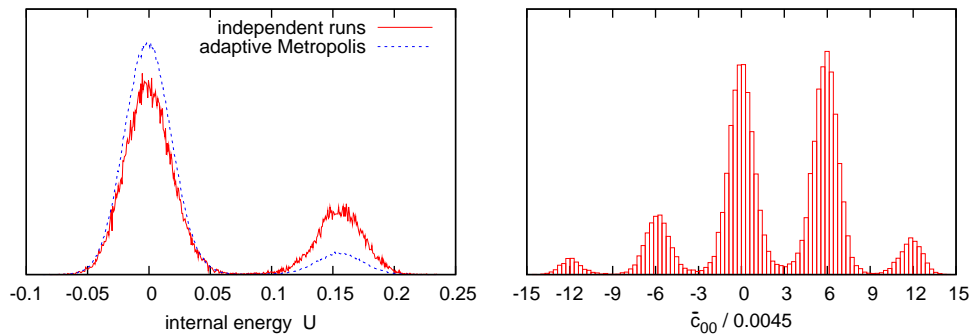 independent runs
adaptive Metropolis
-0.1 -0.05 0 0.05 0.1 0.15 0.2 0.25
internal energy U
-15 -12 -9 -6 -3 0 3 6 9 12 15
c̄₀₀ / 0.0045